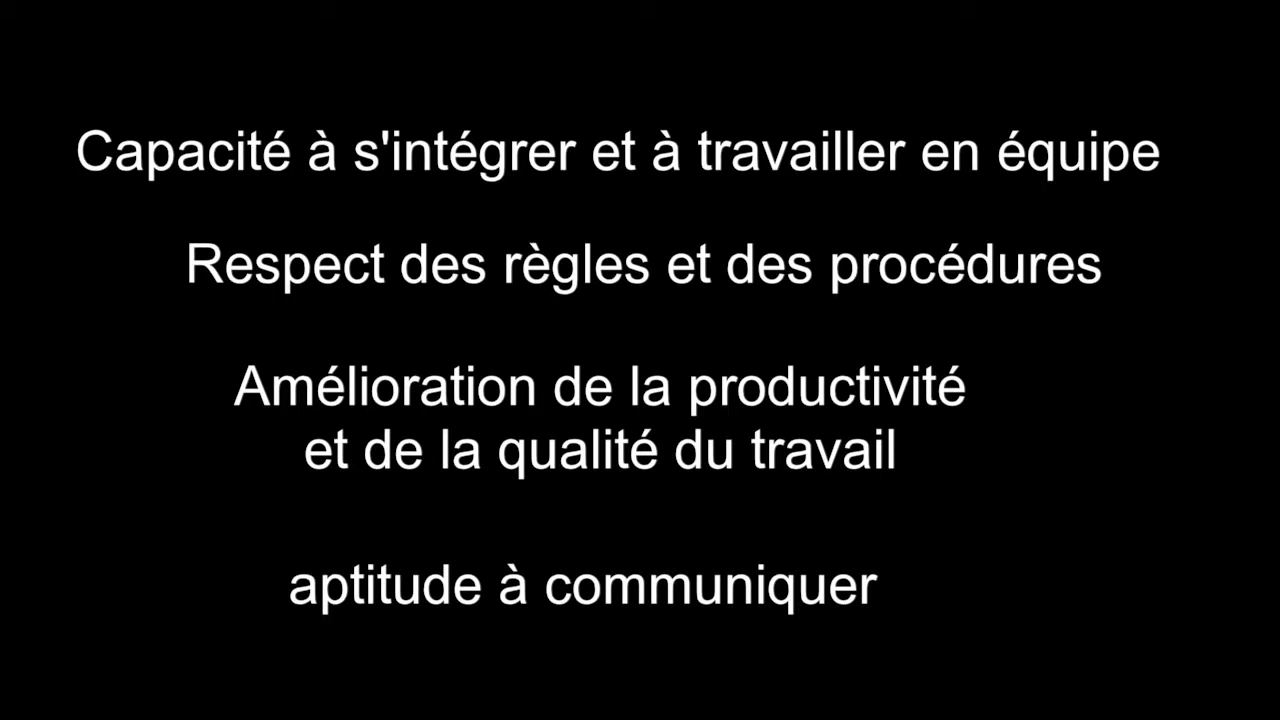 Capacité à s'intégrer et à travailler en équipe
Respect des règles et des procédures
Amélioration de la productivité
et de la qualité du travail
aptitude à communiquer